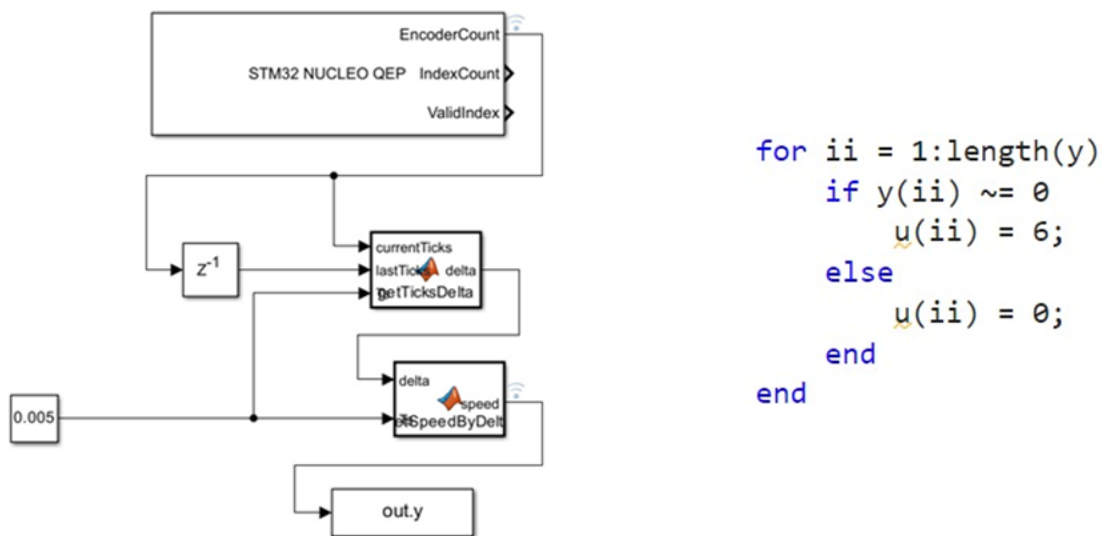 EncoderCount
STM32 NUCLEO QEP IndexCount
ValidIndex
z-1
currentTicks
lastTicks delta
getTicksDelta
delta
speed
etSpeedByDelt
0.005
out.y
for ii = 1:length(y)
if y(ii) ~= 0
u(ii) = 6;
else
u(ii) = 0;
end
end